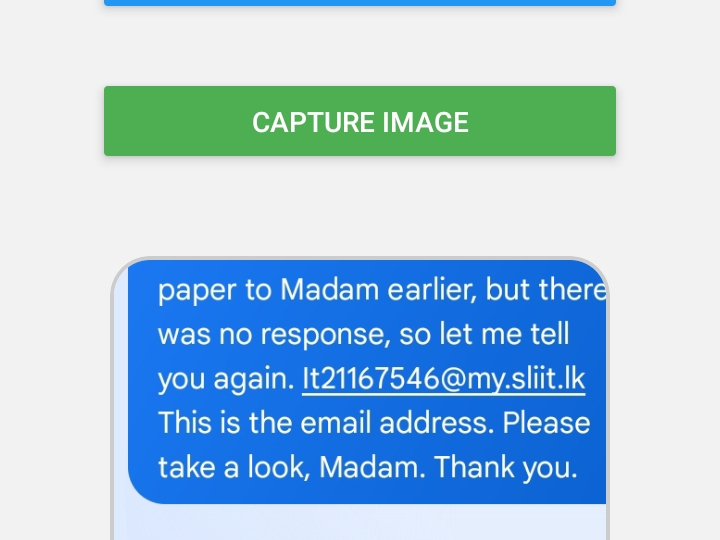 CAPTURE IMAGE
paper to Madam earlier, but there
was no response, so let me tell
you again. It21167546@my.sliit.lk
This is the email address. Please
take a look, Madam. Thank you.